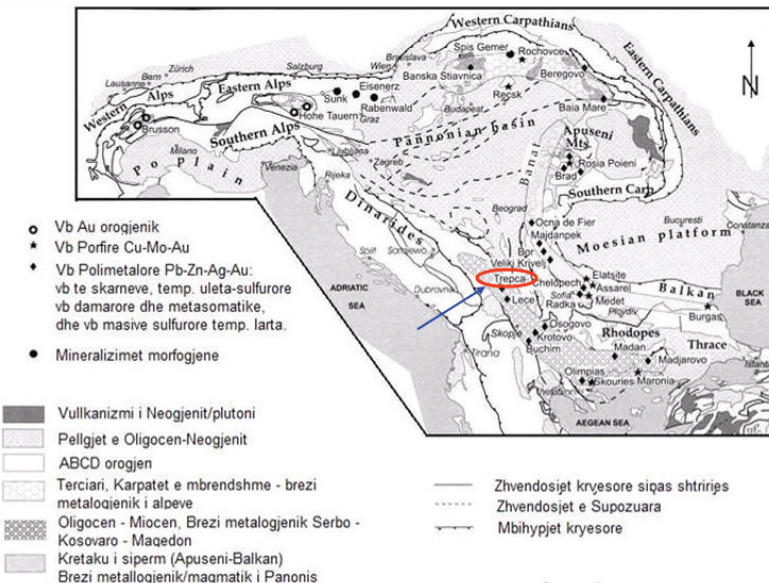 Western Carpathians
Eastern Carpathians
N
Spis Gemer
Rochovce
Bratislava
Wien
Salzburg
Zürich
Bern
Lausanne
Banska Stiavnica
Beregovo
Eisenerz
Sunk
Rabenwald
Graz
Recsk
Budapest
Baia Mare
Western Alps
Eastern Alps
Hohe Tauern
Brusson
Southern Alps
Pannonian basin
Apuseni
Mts.
Milano
Po plain
Venezia
Ljubljana
Zagreb
Rijeka
Banat
Rosia Poieni
Brad
Southern Carp
Dinarides
Beograd
Ocna de Fier
Majdanpek
Bor
Veliki Krivelj
Bucuresti
Constanza
Moesian platform
Split
Sarajewo
Trepca
Chelopech
Elatsite
Assarel
Medet
Radka
Sofia
Balkan
BLACK
SEA
Burgas
ADRIATIC
SEA
Dubrovnik
Lece
Plovdiv
Skopje
Osogovo
Krotovo
Buchim
Rhodopes
Thrace
Tirana
Madan
Madjarovo
Olimpias
Skouries
Maronia
AEGEAN SEA
Vb Au orogjenik
Vb Porfire Cu-Mo-Au
Vb Polimetalore Pb-Zn-Ag-Au:
vb te skarneve, temp. uleta-sulfurore
vb damarore dhe metasomatike,
dhe vb masive sulfurore temp. larta.
Mineralizimet morfogjene
Vullkanizmi i Neogjenit/plutoni
Pellgjet e Oligocen-Neogjenit
ABCD orogjen
Terciari, Karpatet e mbrendshme - brezi
metalogjenik i alpeve
Oligocen - Miocen, Brezi metalogjenik Serbo -
Kosovaro - Maqedon
Kretaku i siperm (Apuseni-Balkan)
Brezi metallogjenik/magmatik i Panonis
Zhvendosjet kryesore siqas shtrirjes
Zhvendosjet e Supozuara
Mbihypjet kryesore